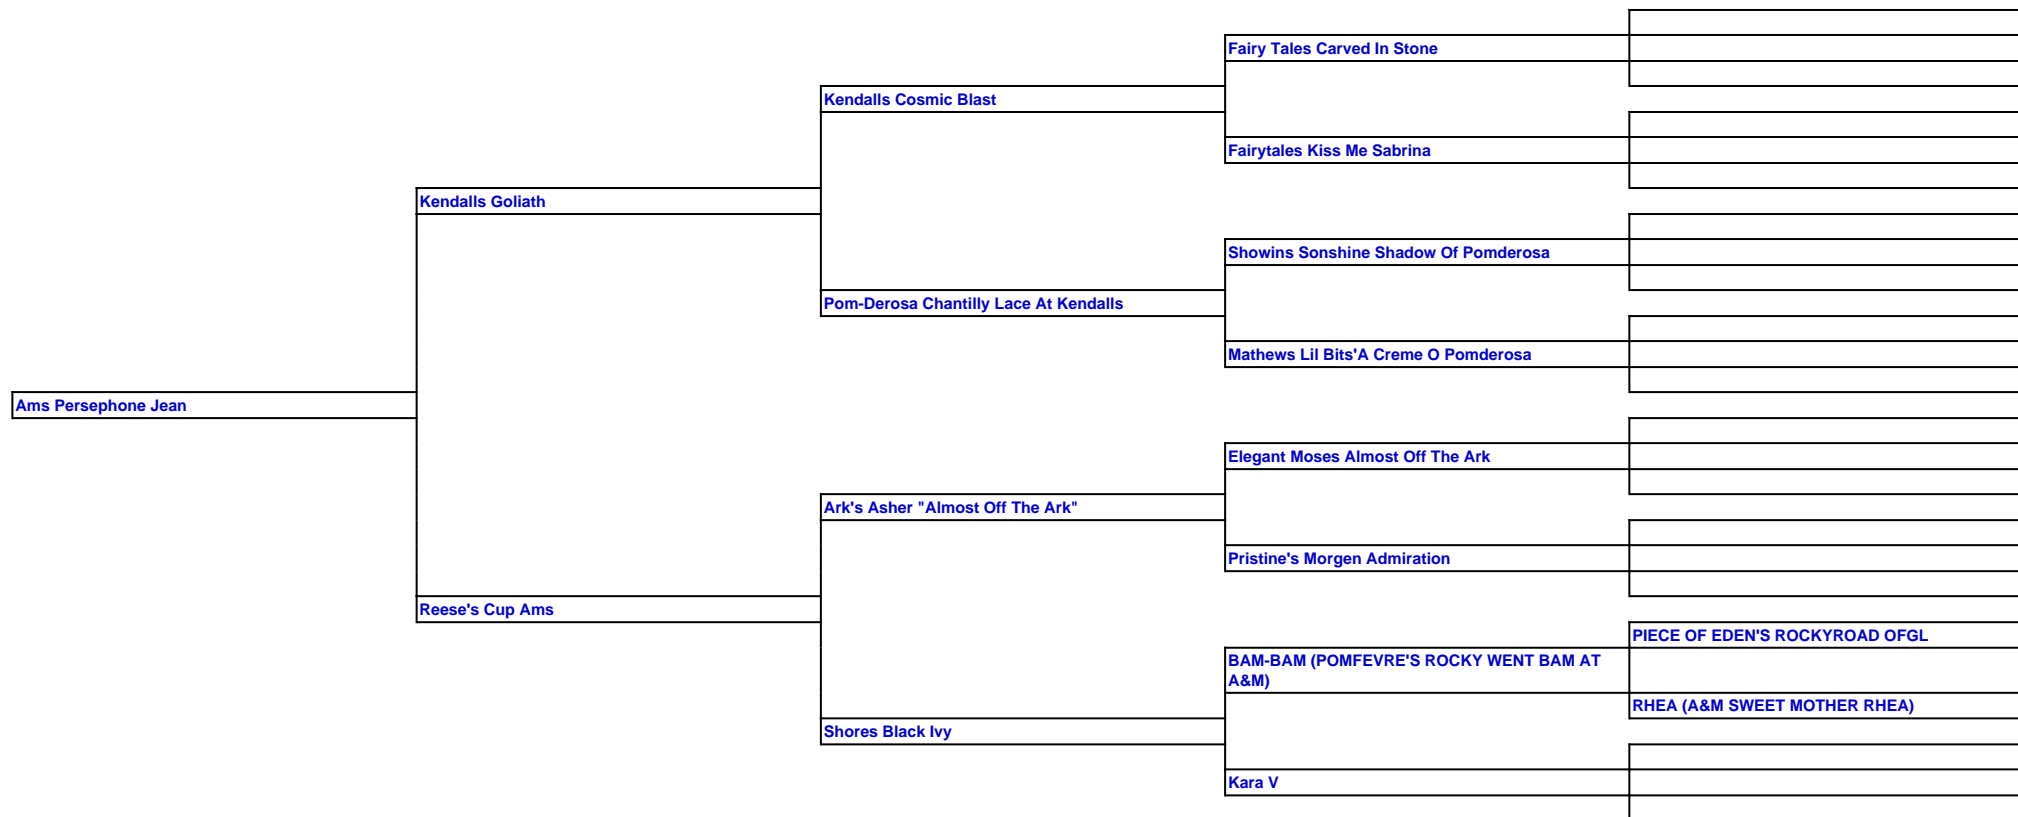 Fairy Tales Carved In Stone
Kendalls Cosmic Blast
Fairytales Kiss Me Sabrina
Kendalls Goliath
Showins Sonshine Shadow Of Pomderosa
Pom-Derosa Chantilly Lace At Kendalls
Mathews Lil Bits'A Creme O Pomderosa
Ams Persephone Jean
Elegant Moses Almost Off The Ark
Ark's Asher "Almost Off The Ark"
Pristine's Morgen Admiration
Reese's Cup Ams
PIECE OF EDEN'S ROCKYROAD OFGL
BAM-BAM (POMFEVRE'S ROCKY WENT BAM AT
A&M)
RHEA (A&M SWEET MOTHER RHEA)
Shores Black Ivy
Kara V